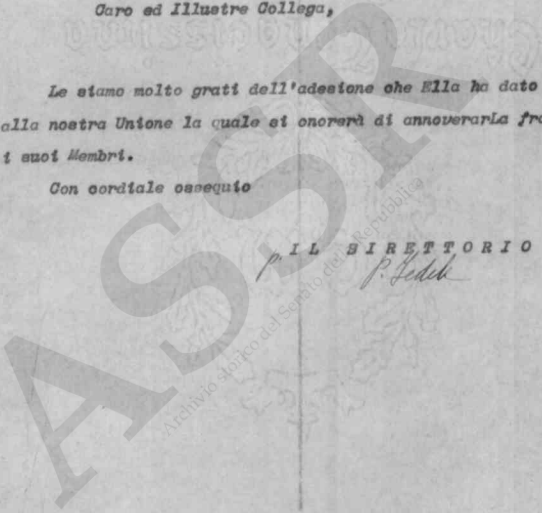 Caro ed Illustre Collega,
Le siamo molto grati dell'adesione che Ella ha dato
alla nostra Unione la quale si onorerà di annoverarLa fra
i suoi Membri.
Con cordiale ossequio
p. IL DIRETTORIO
P. Fedele
ASSR
Archivio storico del Senato della Repubblica